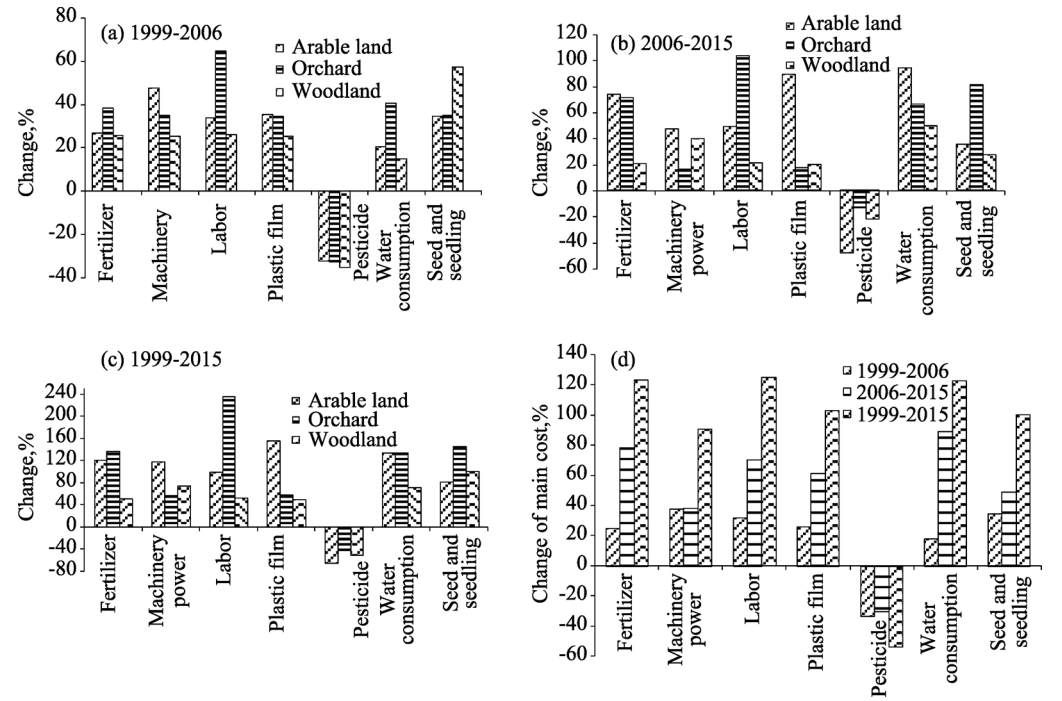 (a) 1999-2006
Arable land
Orchard
Woodland
Change,%
80
60
40
20
0
-20
-40
Fertilizer
Machinery
Labor
Plastic film
Pesticide
Water
consumption
Seed and
seedling
(b) 2006-2015
Arable land
Orchard
Woodland
Change,%
120
100
80
60
40
20
0
-20
-40
-60
Fertilizer
Machinery
power
Labor
Plastic film
Pesticide
Water
consumption
Seed and
seedling
(c) 1999-2015
Arable land
Orchard
Woodland
Change,%
240
200
160
120
80
40
0
-40
-80
Fertilizer
Machinery
power
Labor
Plastic film
Pesticide
Water
consumption
Seed and
seedling
(d)
1999-2006
2006-2015
1999-2015
Change of main cost,%
140
120
100
80
60
40
20
0
-20
-40
-60
Fertilizer
Machinery
power
Labor
Plastic film
Pesticide
Water
consumption
Seed and
seedling